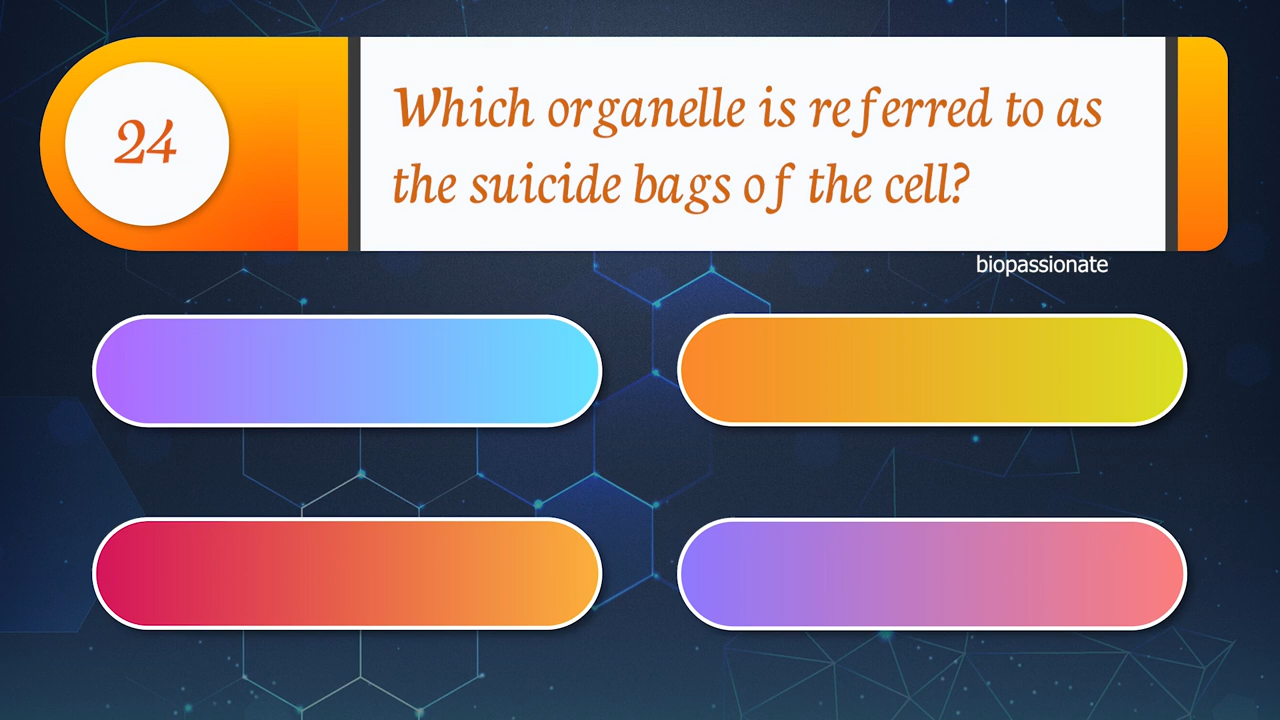 24
Which organelle is referred to as
the suicide bags of the cell?
biopassionate